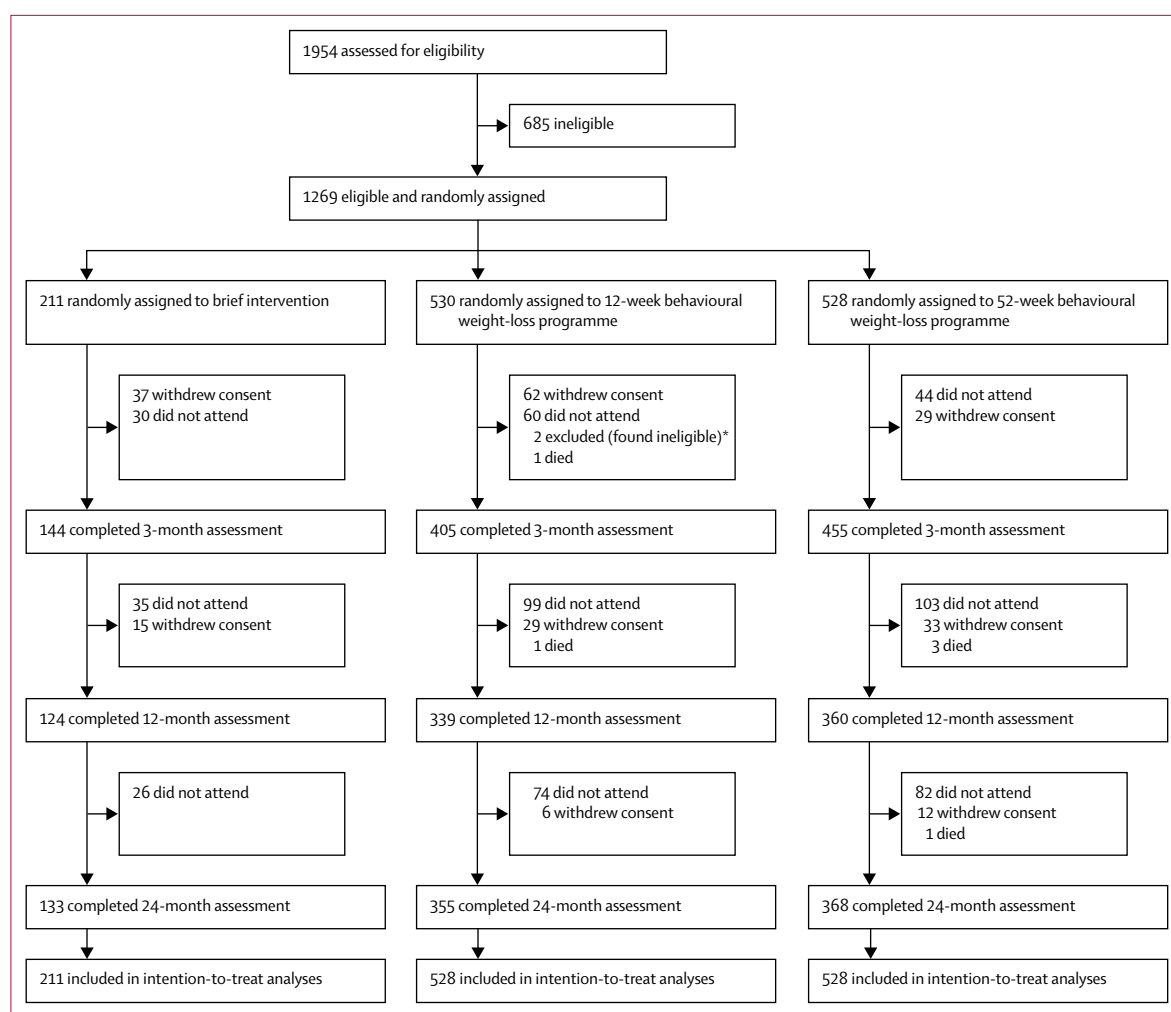 1954 assessed for eligibility
685 ineligible
1269 eligible and randomly assigned
211 randomly assigned to brief intervention
530 randomly assigned to 12-week behavioural
weight-loss programme
528 randomly assigned to 52-week behavioural
weight-loss programme
37 withdrew consent
30 did not attend
62 withdrew consent
60 did not attend
2 excluded (found ineligible)*
1 died
44 did not attend
29 withdrew consent
144 completed 3-month assessment
405 completed 3-month assessment
455 completed 3-month assessment
35 did not attend
15 withdrew consent
99 did not attend
29 withdrew consent
1 died
103 did not attend
33 withdrew consent
3 died
124 completed 12-month assessment
339 completed 12-month assessment
360 completed 12-month assessment
26 did not attend
74 did not attend
6 withdrew consent
82 did not attend
12 withdrew consent
1 died
133 completed 24-month assessment
355 completed 24-month assessment
368 completed 24-month assessment
211 included in intention-to-treat analyses
528 included in intention-to-treat analyses
528 included in intention-to-treat analyses